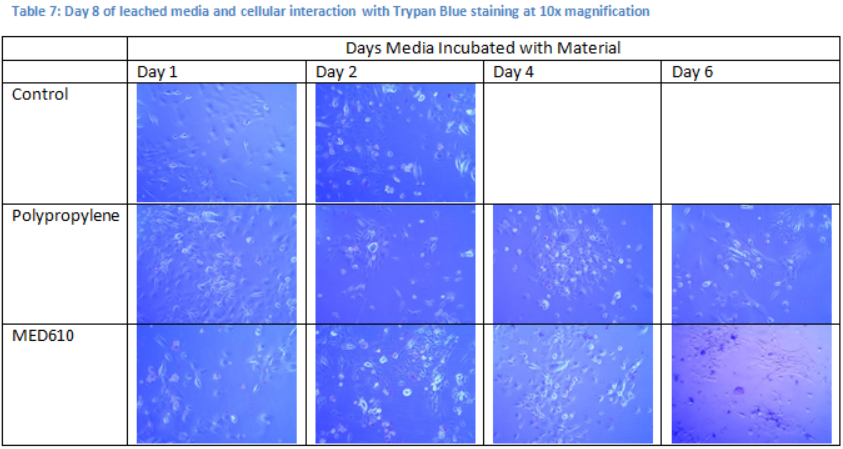 Table 7: Day 8 of leached media and cellular interaction with Trypan Blue staining at 10x magnification
Days Media Incubated with Material
Day 1 Day 2 Day 4 Day 6
Control
Polypropylene
MED610